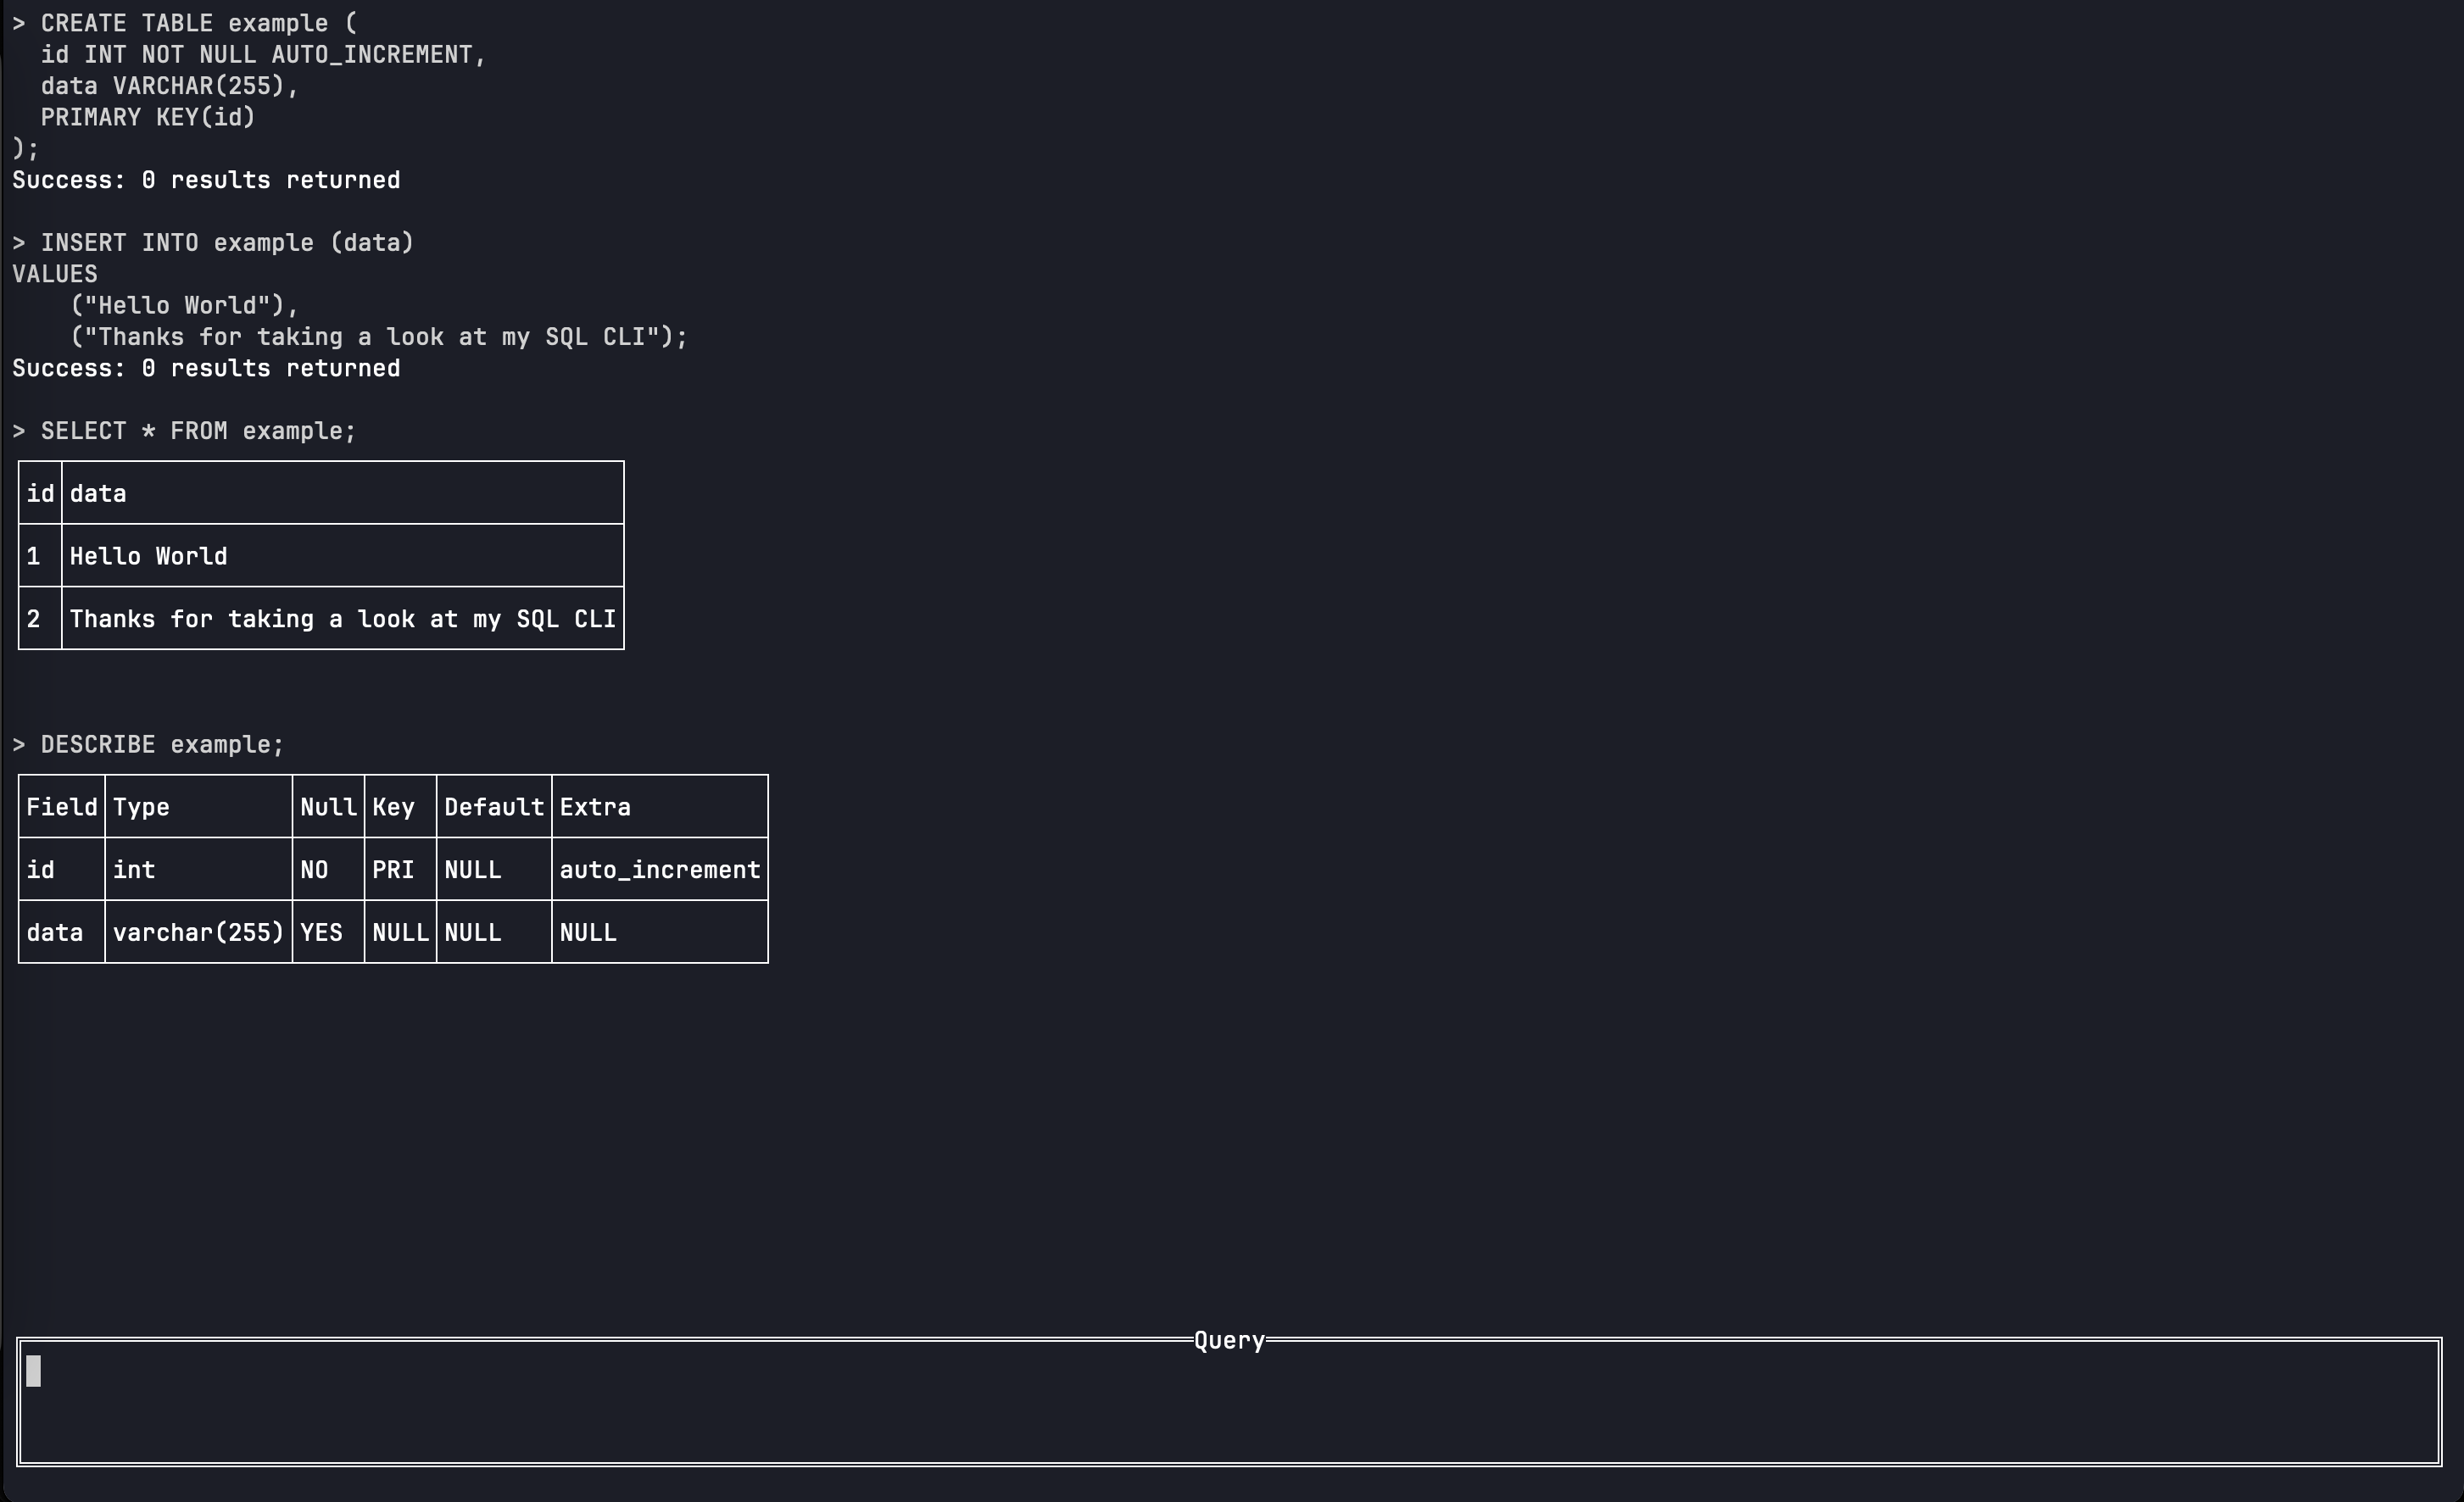 > CREATE TABLE example (
  id INT NOT NULL AUTO_INCREMENT,
  data VARCHAR(255),
  PRIMARY KEY(id)
);
Success: 0 results returned
> INSERT INTO example (data)
VALUES
    ("Hello World"),
    ("Thanks for taking a look at my SQL CLI");
Success: 0 results returned
> SELECT * FROM example;
id data
1 Hello World
2 Thanks for taking a look at my SQL CLI
> DESCRIBE example;
Field Type Null Key Default Extra
id int NO PRI NULL auto_increment
data varchar(255) YES NULL NULL NULL
Query